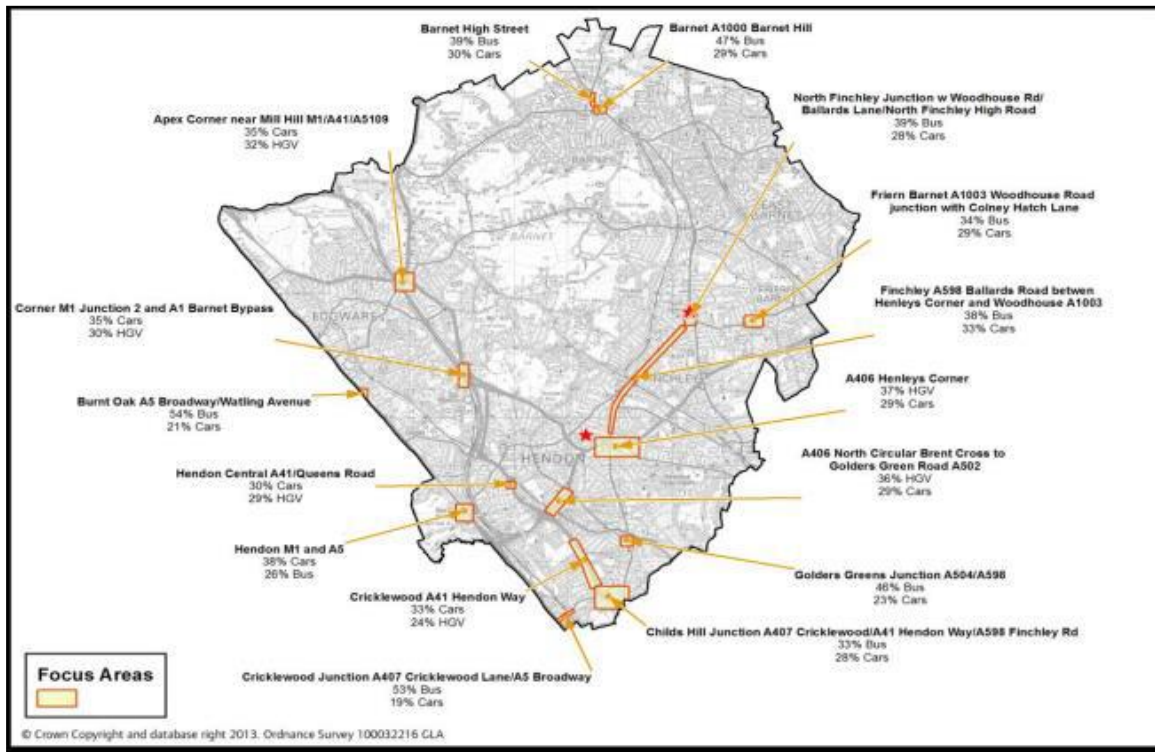 Barnet High Street
39% Bus
30% Cars
Barnet A1000 Barnet Hill
47% Bus
29% Cars
North Finchley Junction w Woodhouse Rd/
Ballards Lane/North Finchley High Road
39% Bus
28% Cars
Apex Corner near Mill Hill M1/A41/A5109
35% Cars
32% HGV
Friern Barnet A1003 Woodhouse Road
junction with Colney Hatch Lane
34% Bus
29% Cars
Finchley A598 Ballards Road betwen
Henleys Corner and Woodhouse A1003
38% Bus
33% Cars
Corner M1 Junction 2 and A1 Barnet Bypass
35% Cars
30% HGV
A406 Henleys Corner
37% HGV
29% Cars
Burnt Oak A5 Broadway/Watling Avenue
54% Bus
21% Cars
A406 North Circular Brent Cross to
Golders Green Road A502
36% HGV
29% Cars
Hendon Central A41/Queens Road
30% Cars
29% HGV
Hendon M1 and A5
38% Cars
26% Bus
Golders Greens Junction A504/A598
46% Bus
23% Cars
Cricklewood A41 Hendon Way
33% Cars
24% HGV
Childs Hill Junction A407 Cricklewood/A41 Hendon Way/A598 Finchley Rd
33% Bus
28% Cars
Cricklewood Junction A407 Cricklewood Lane/A5 Broadway
53% Bus
19% Cars
BARNET
EDGWARE
HENDON
Focus Areas
© Crown Copyright and database right 2013. Ordnance Survey 100032216 GLA